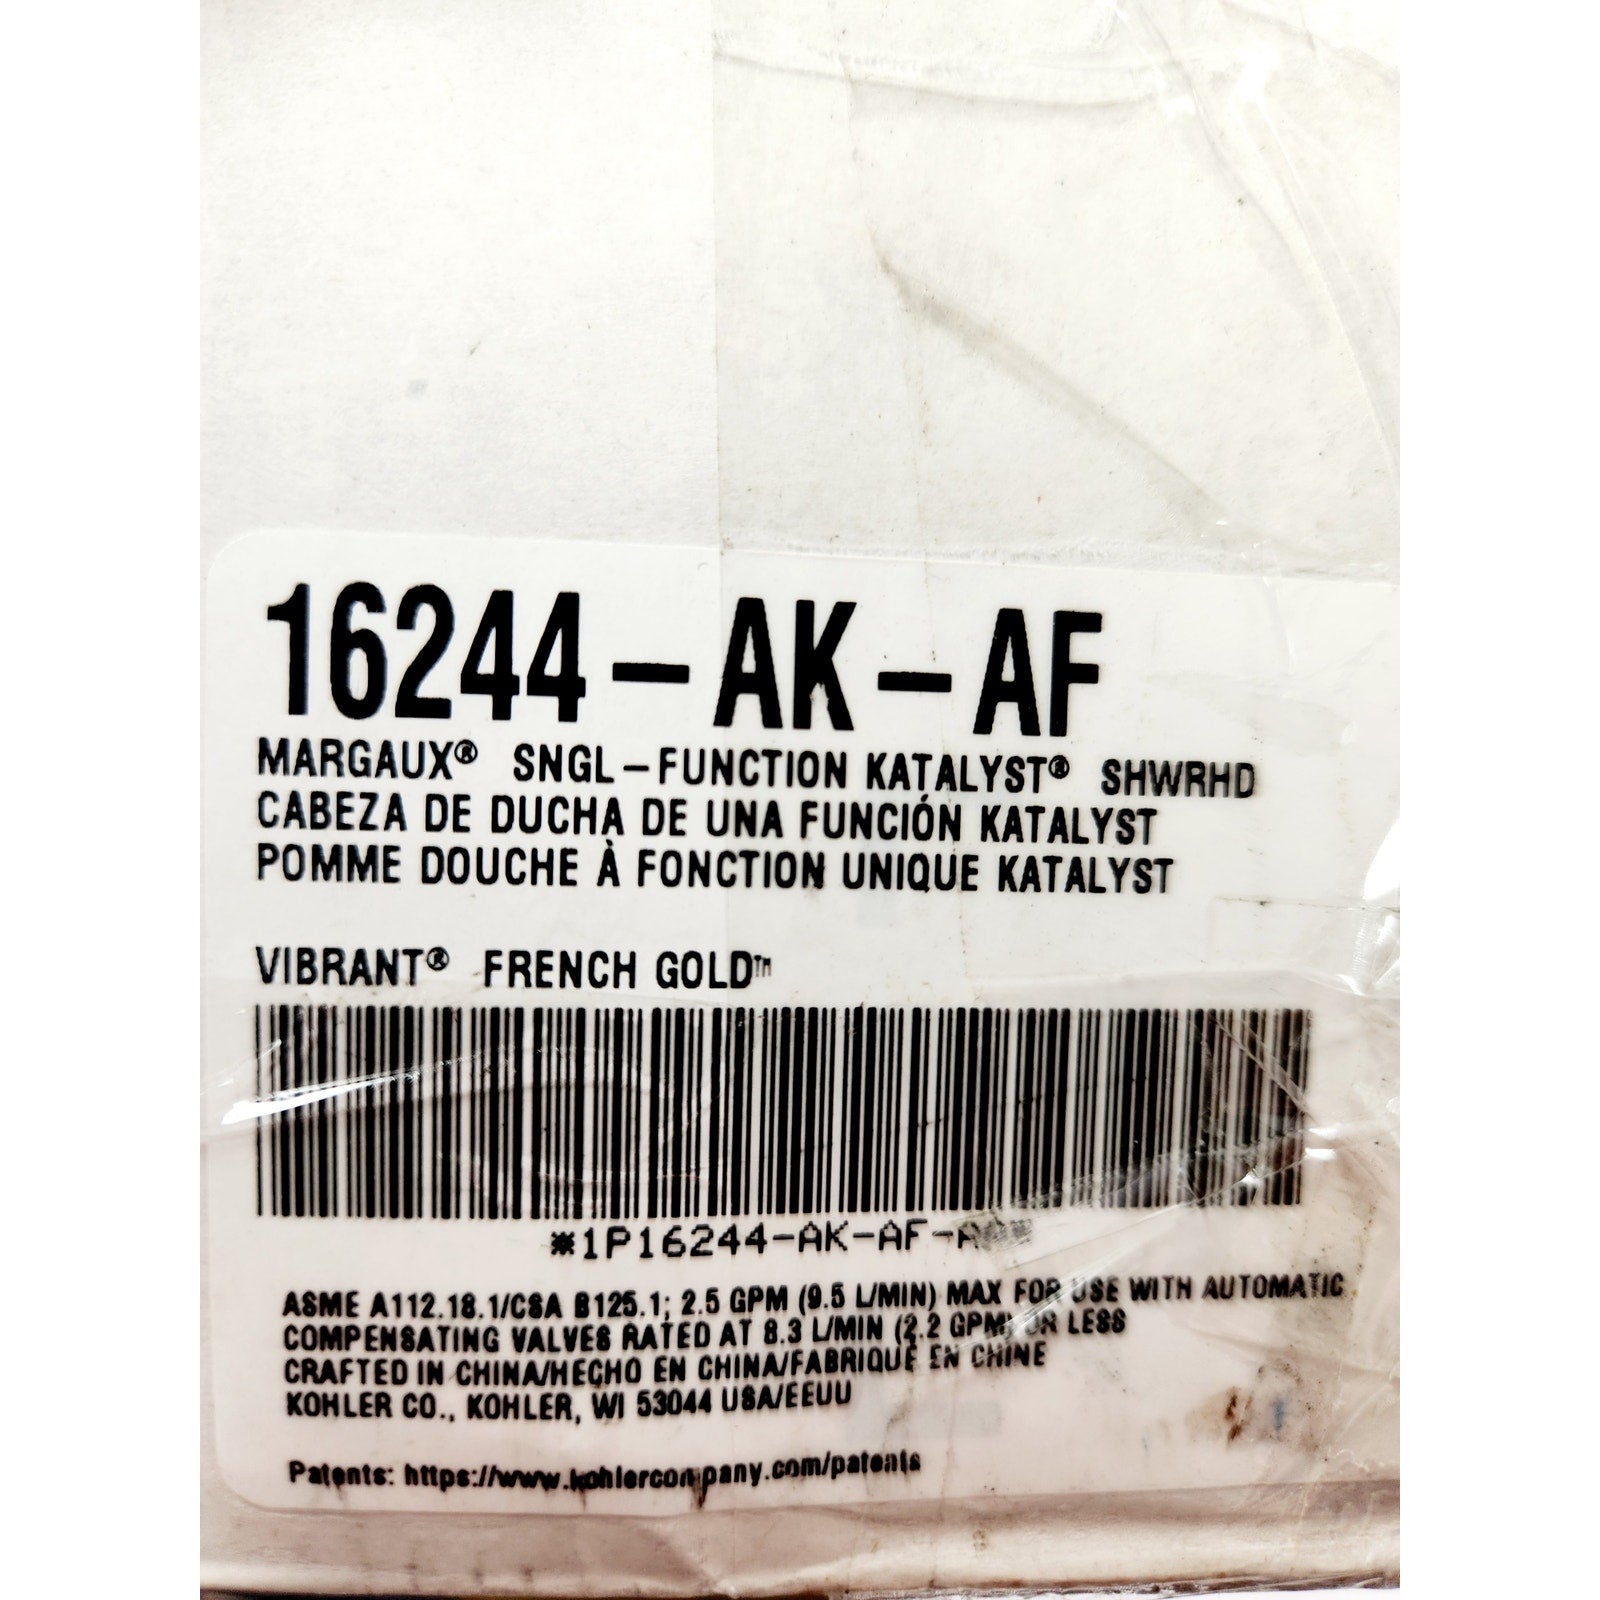 16244-AK-AF
MARGAUX® SNGL-FUNCTION KATALYST® SHWRHD
CABEZA DE DUCHA DE UNA FUNCIÓN KATALYST
POMME DOUCHE À FONCTION UNIQUE KATALYST
VIBRANT® FRENCH GOLD™
*1P16244-AK-AF-
ASME A112.18.1/CSA B125.1; 2.5 GPM (9.5 L/MIN) MAX FOR USE WITH AUTOMATIC
COMPENSATING VALVES RATED AT 8.3 L/MIN (2.2 GPM) OR LESS
CRAFTED IN CHINA/HECHO EN CHINA/FABRIQUÉ EN CHINE
KOHLER CO., KOHLER, WI 53044 USA/EEUU
Patents: https://www.kohlercompany.com/patents